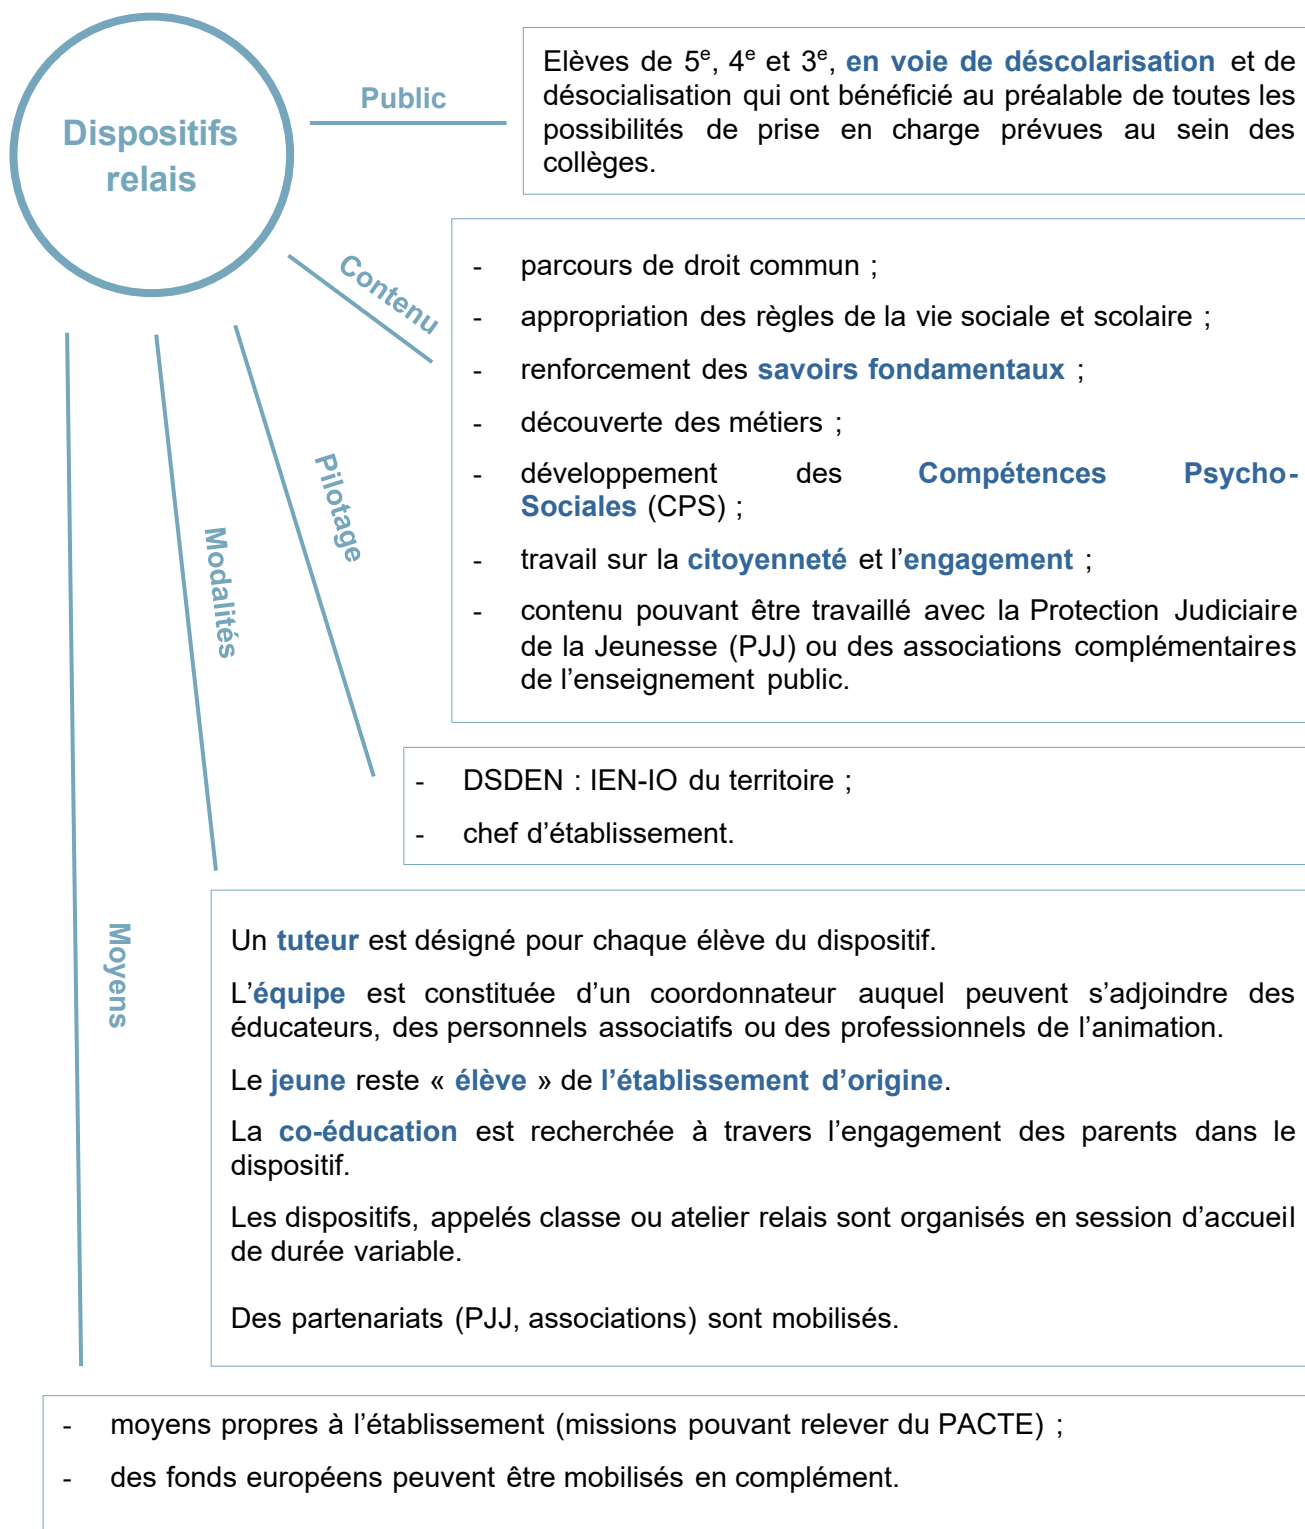 Dispositifs
relais
Public
Elèves de 5e, 4e et 3e, en voie de déscolarisation et de
désocialisation qui ont bénéficié au préalable de toutes les
possibilités de prise en charge prévues au sein des
collèges.
Contenu
- parcours de droit commun ;
- appropriation des règles de la vie sociale et scolaire ;
- renforcement des savoirs fondamentaux ;
- découverte des métiers ;
- développement des Compétences Psycho-
Sociales (CPS) ;
- travail sur la citoyenneté et l’engagement ;
- contenu pouvant être travaillé avec la Protection Judiciaire
de la Jeunesse (PJJ) ou des associations complémentaires
de l’enseignement public.
Pilotage
- DSDEN : IEN-IO du territoire ;
- chef d’établissement.
Modalités
Un tuteur est désigné pour chaque élève du dispositif.
L’équipe est constituée d’un coordonnateur auquel peuvent s’adjoindre des
éducateurs, des personnels associatifs ou des professionnels de l’animation.
Le jeune reste « élève » de l’établissement d’origine.
La co-éducation est recherchée à travers l’engagement des parents dans le
dispositif.
Les dispositifs, appelés classe ou atelier relais sont organisés en session d’accueil
de durée variable.
Des partenariats (PJJ, associations) sont mobilisés.
Moyens
- moyens propres à l’établissement (missions pouvant relever du PACTE) ;
- des fonds européens peuvent être mobilisés en complément.